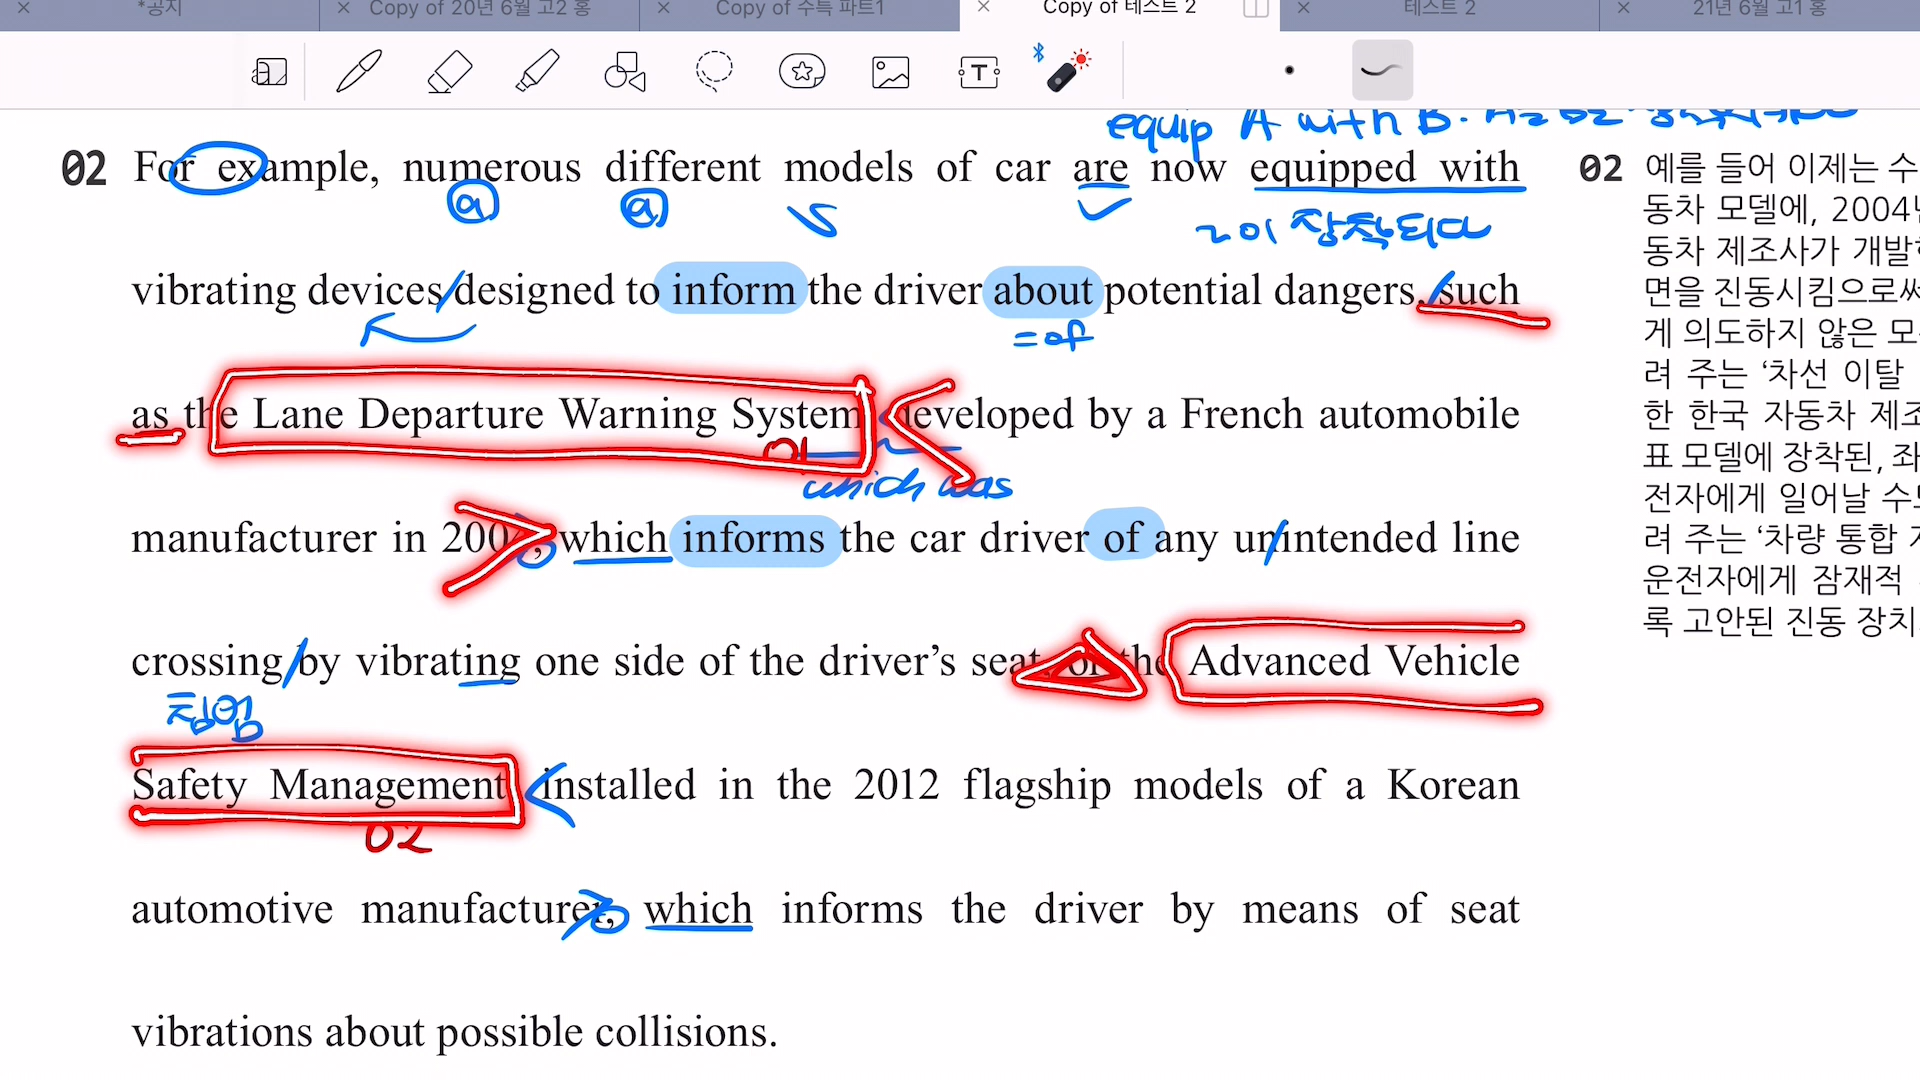 *공지
Copy of 20년 6월 고2 홍
Copy of 수특 파트1
Copy of 테스트 2
테스트 2
21년 6월 고1 홍
equip A with B.
02 For example, numerous different models of car are now equipped with
ⓐ ⓐ
~이 장착되다
vibrating devices designed to inform the driver about potential dangers, such
= of
as the Lane Departure Warning System developed by a French automobile
01
which was
manufacturer in 200 , which informs the car driver of any unintended line
crossing by vibrating one side of the driver's seat, or the Advanced Vehicle
침범
Safety Management installed in the 2012 flagship models of a Korean
02
automotive manufacturer, which informs the driver by means of seat
vibrations about possible collisions.
02 예를 들어 이제는 수
동차 모델에, 2004년
동차 제조사가 개발한
면을 진동시킴으로써
게 의도하지 않은 모
려 주는 ‘차선 이탈
한 한국 자동차 제조
표 모델에 장착된, 좌
전자에게 일어날 수도
려 주는 ‘차량 통합
운전자에게 잠재적
록 고안된 진동 장치